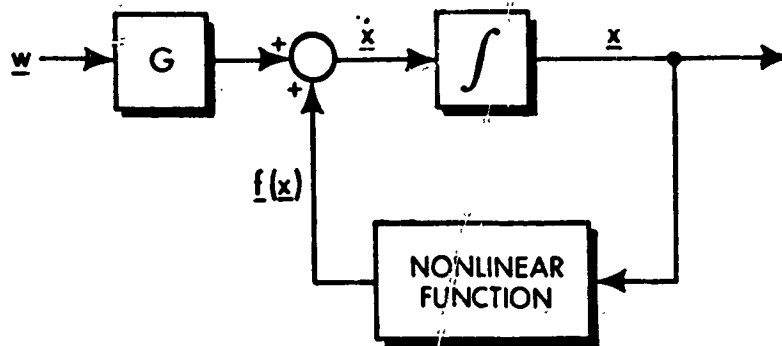 w
G
+
ẋ
∫
x
+
f(x)
NONLINEAR
FUNCTION